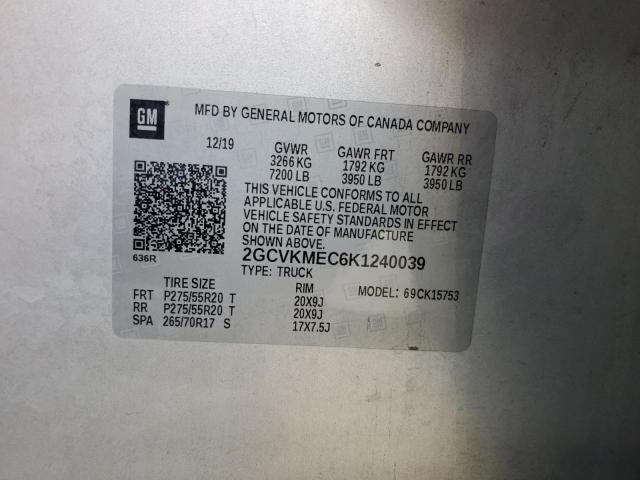 GM
MFD BY GENERAL MOTORS OF CANADA COMPANY
12/19 GVWR GAWR FRT GAWR RR
3266 KG 1792 KG 1792 KG
7200 LB 3950 LB 3950 LB
THIS VEHICLE CONFORMS TO ALL
APPLICABLE U.S. FEDERAL MOTOR
VEHICLE SAFETY STANDARDS IN EFFECT
ON THE DATE OF MANUFACTURE
SHOWN ABOVE.
636R
2GCVKMEC6K1240039
TYPE: TRUCK
TIRE SIZE RIM MODEL: 69CK15753
FRT P275/55R20 T 20X9J
RR P275/55R20 T 20X9J
SPA 265/70R17 S 17X7.5J